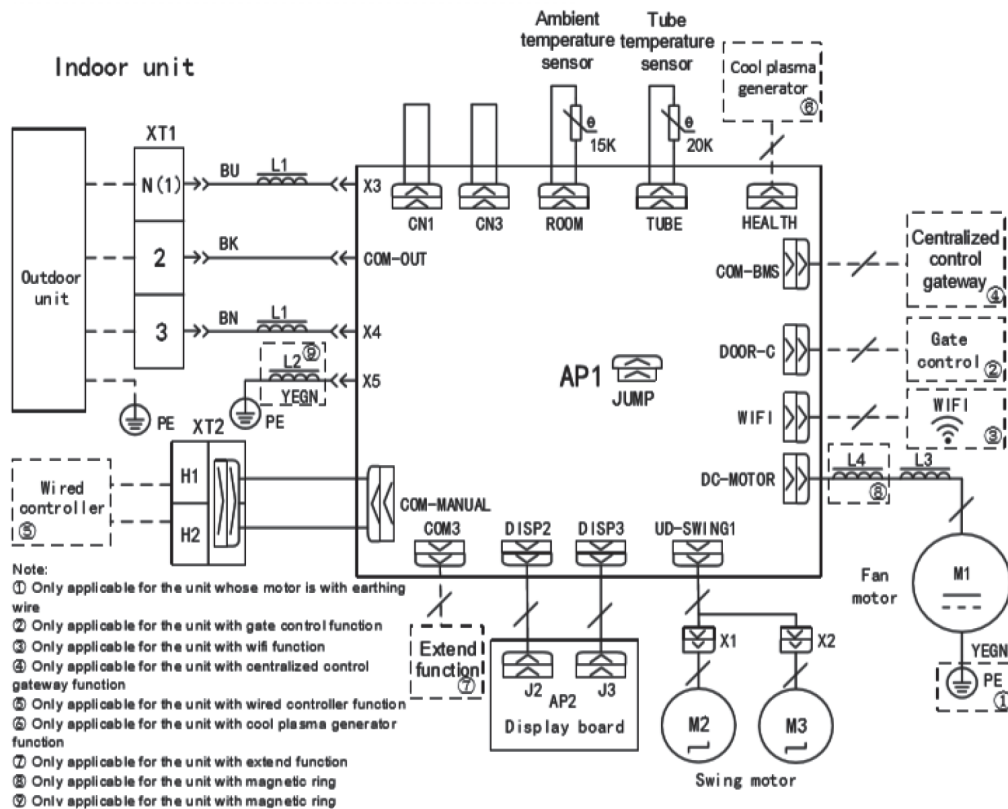 Indoor unit
Ambient
temperature
sensor
Tube
temperature
sensor
Cool plasma
generator
⑥
XT1
θ
15K
θ
20K
N(1)
BU
L1
X3
CN1
CN3
ROOM
TUBE
HEALTH
Outdoor
unit
2
BK
COM-OUT
COM-BMS
Centralized
control
gateway
④
3
BN
L1
X4
DOOR-C
Gate
control
②
L2
⑨
YEGN
X5
AP1
JUMP
WIFI
WIFI
③
PE
PE
XT2
DC-MOTOR
L4
L3
⑧
Wired
controller
⑤
H1
H2
COM-MANUAL
COM3
DISP2
DISP3
UD-SWING1
Fan
motor
M1
X1
X2
YEGN
PE
①
Extend
function
⑦
J2
J3
AP2
Display board
M2
M3
Swing motor
Note:
① Only applicable for the unit whose motor is with earthing
wire
② Only applicable for the unit with gate control function
③ Only applicable for the unit with wifi function
④ Only applicable for the unit with centralized control
gateway function
⑤ Only applicable for the unit with wired controller function
⑥ Only applicable for the unit with cool plasma generator
function
⑦ Only applicable for the unit with extend function
⑧ Only applicable for the unit with magnetic ring
⑨ Only applicable for the unit with magnetic ring